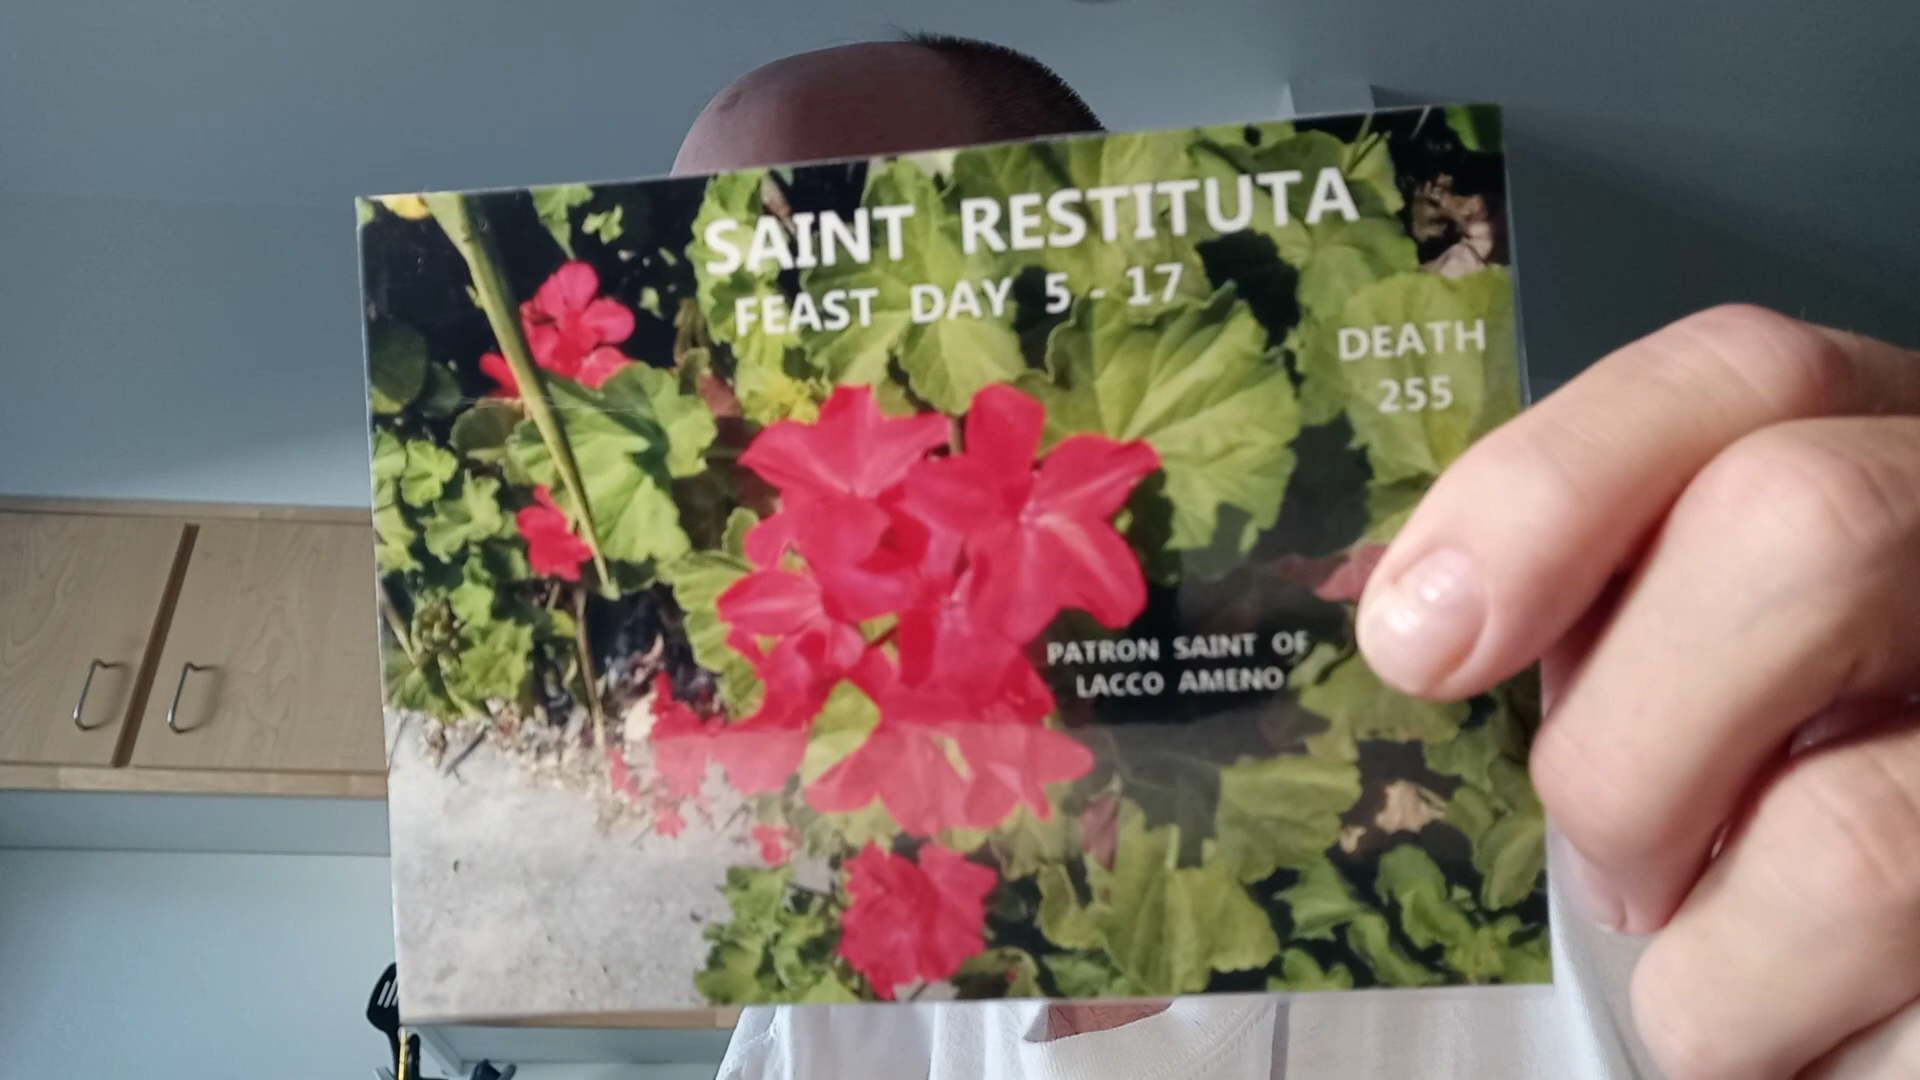 SAINT RESTITUTA
FEAST DAY 5 - 17
DEATH
255
PATRON SAINT OF
LACCO AMENO